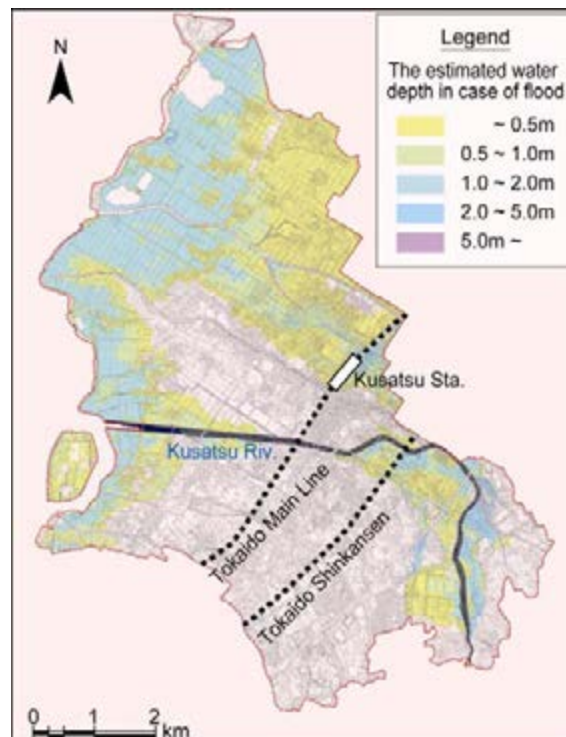 N
Legend
The estimated water
depth in case of flood
~ 0.5m
0.5 ~ 1.0m
1.0 ~ 2.0m
2.0 ~ 5.0m
5.0m ~
Kusatsu Sta.
Kusatsu Riv.
Tokaido Main Line
Tokaido Shinkansen
0 1 2
km